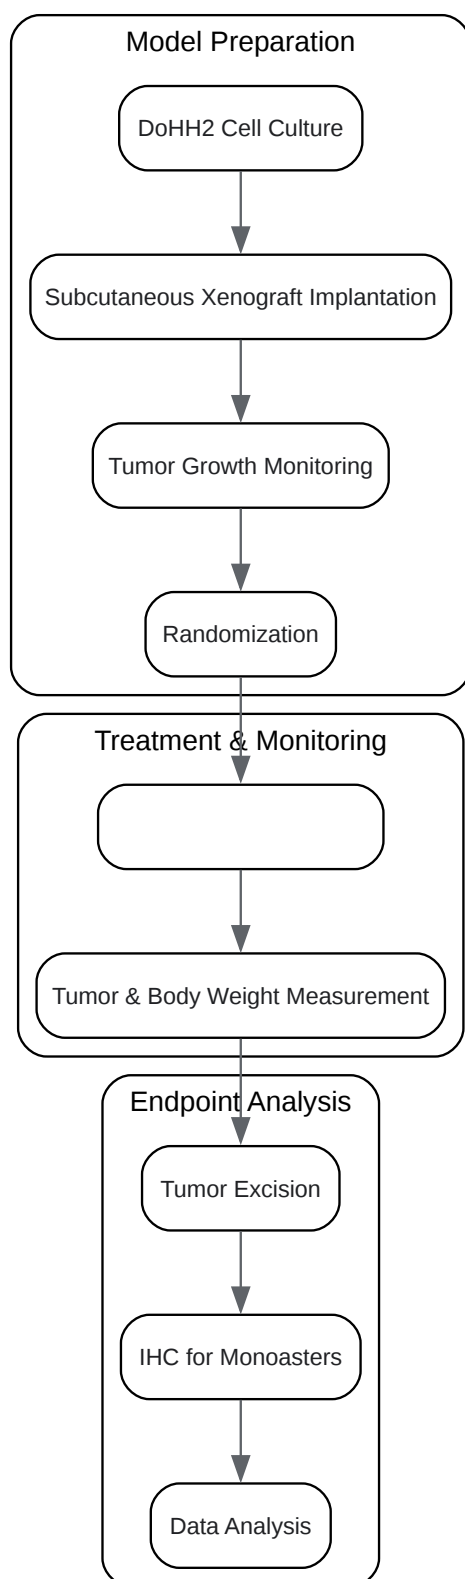 Model Preparation
DoHH2 Cell Culture
Subcutaneous Xenograft Implantation
Tumor Growth Monitoring
Randomization
Treatment & Monitoring
Tumor & Body Weight Measurement
Endpoint Analysis
Tumor Excision
IHC for Monoasters
Data Analysis